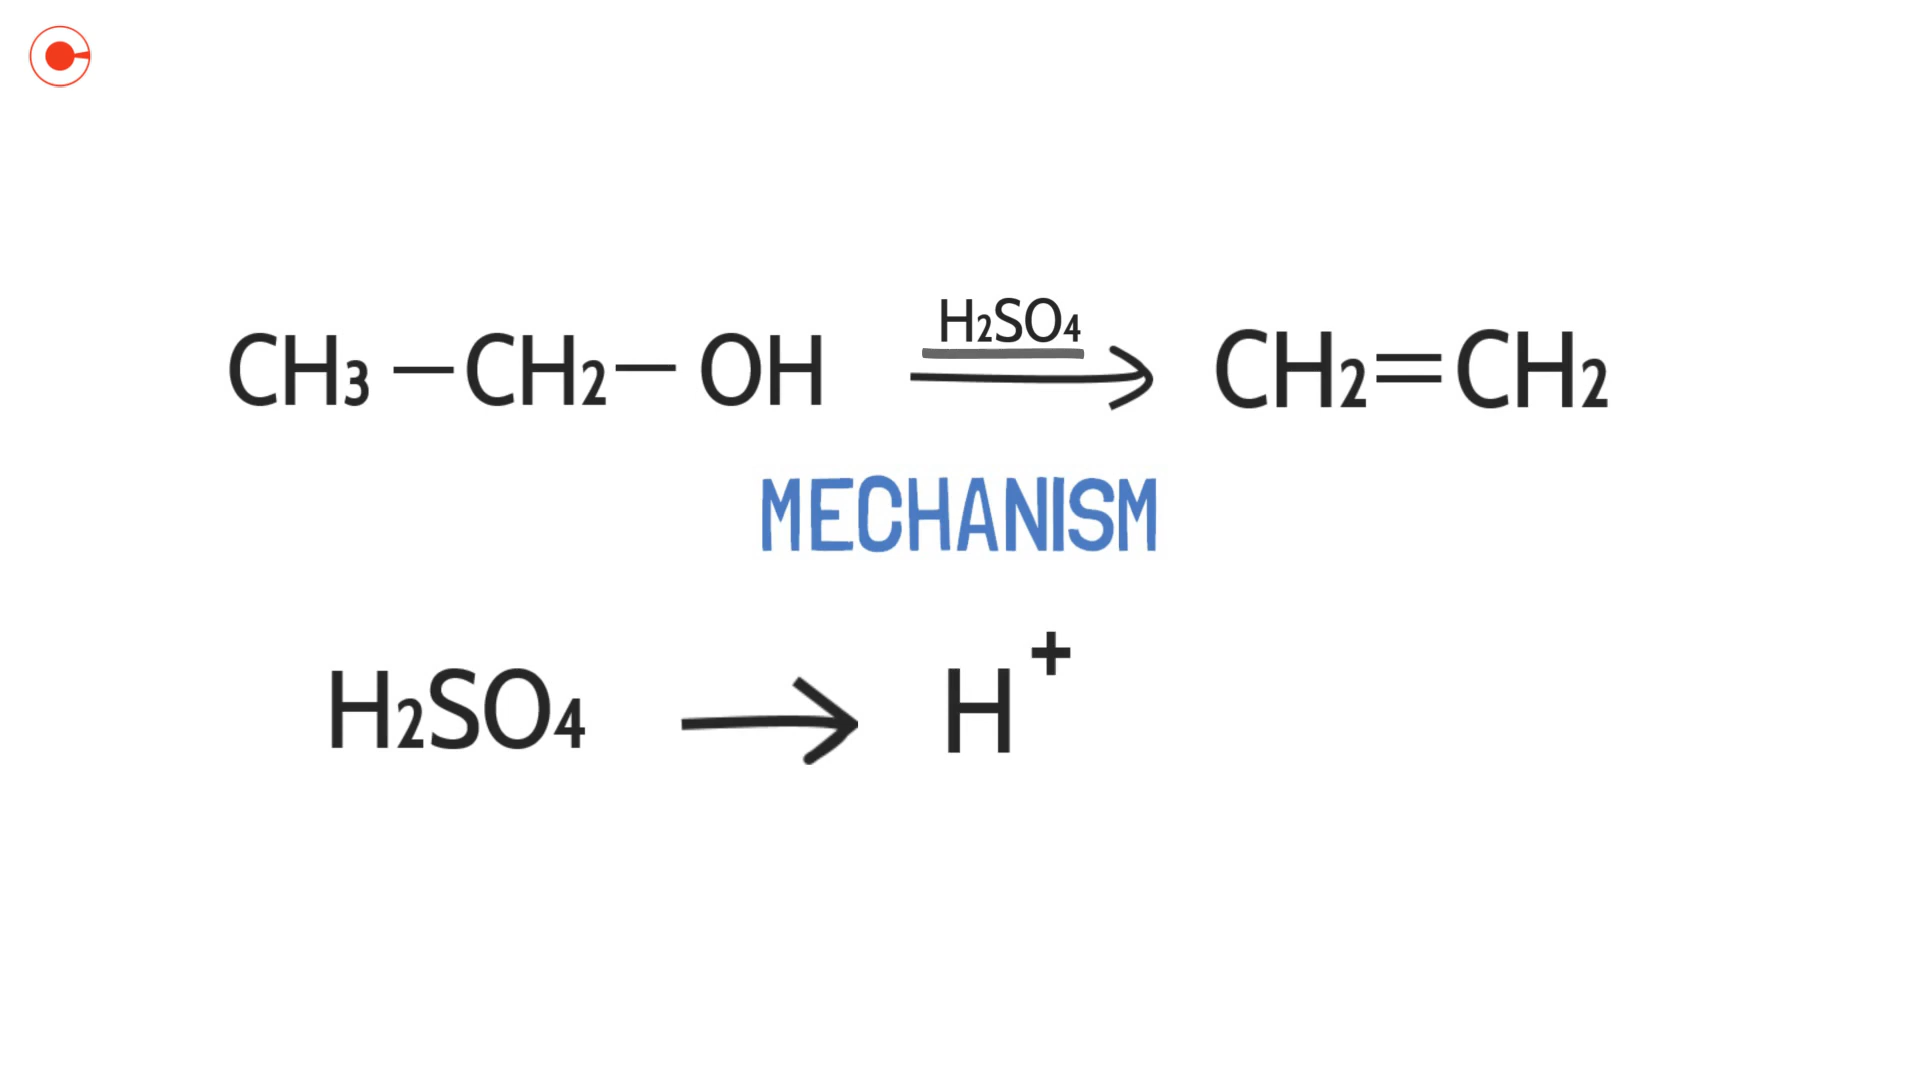 CH3—CH2—OH H2SO4 → CH2=CH2
MECHANISM
H2SO4 → H+